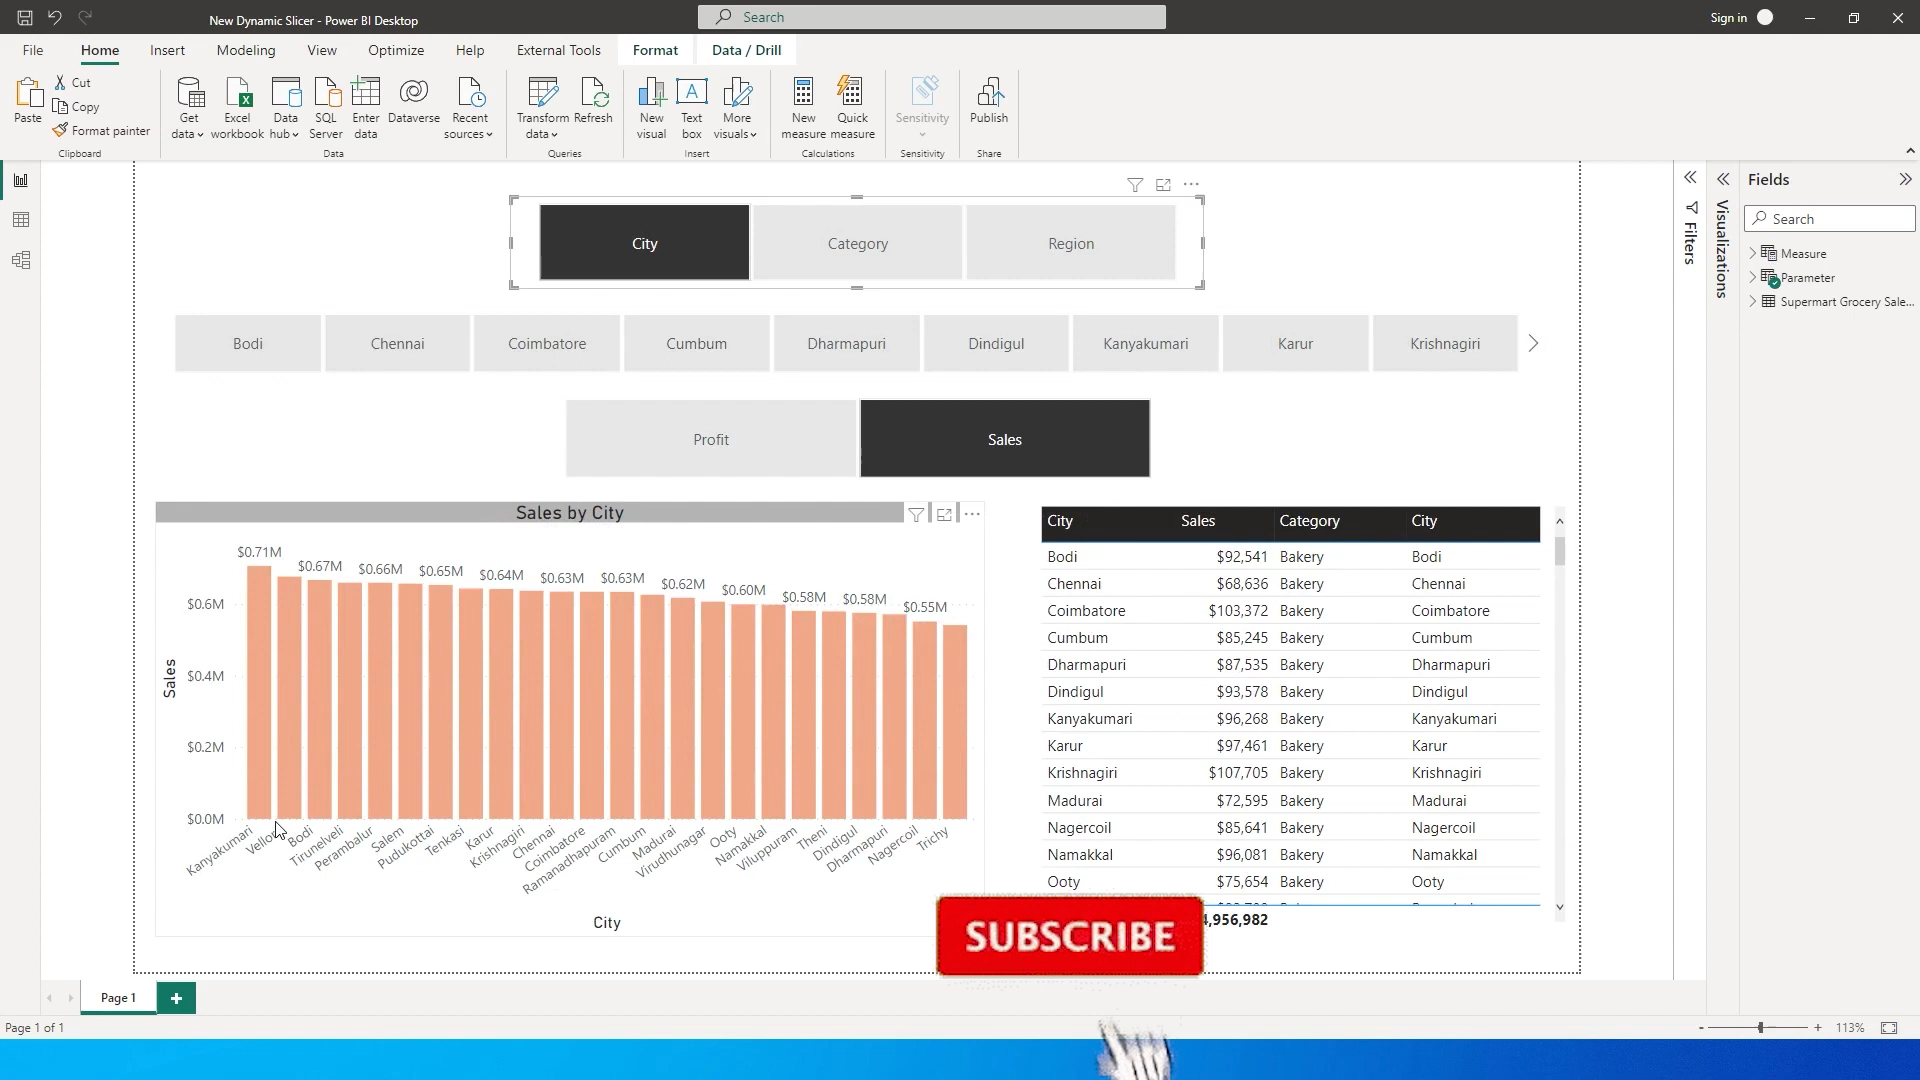 New Dynamic Slicer - Power BI Desktop
Search
Sign in
File
Home
Insert
Modeling
View
Optimize
Help
External Tools
Format
Data / Drill
Paste
Cut
Copy
Format painter
Clipboard
Get data
Excel workbook
Data hub
SQL Server
Enter data
Dataverse
Recent sources
Data
Transform data
Refresh
Queries
New visual
Text box
More visuals
Insert
New measure
Quick measure
Calculations
Sensitivity
Sensitivity
Publish
Share
City
Category
Region
Bodi
Chennai
Coimbatore
Cumbum
Dharmapuri
Dindigul
Kanyakumari
Karur
Krishnagiri
Profit
Sales
Sales by City
Sales
$0.6M
$0.4M
$0.2M
$0.0M
$0.71M
$0.67M
$0.66M
$0.65M
$0.64M
$0.63M
$0.63M
$0.62M
$0.60M
$0.58M
$0.58M
$0.55M
Kanyakumari
Bodi
Tirunelveli
Perambalur
Salem
Pudukottai
Tenkasi
Karur
Krishnagiri
Chennai
Coimbatore
Ramanadhapuram
Cumbum
Madurai
Virudhunagar
Ooty
Namakkal
Viluppuram
Theni
Dindigul
Dharmapuri
Nagercoil
Trichy
City
City Sales Category City
Bodi $92,541 Bakery Bodi
Chennai $68,636 Bakery Chennai
Coimbatore $103,372 Bakery Coimbatore
Cumbum $85,245 Bakery Cumbum
Dharmapuri $87,535 Bakery Dharmapuri
Dindigul $93,578 Bakery Dindigul
Kanyakumari $96,268 Bakery Kanyakumari
Karur $97,461 Bakery Karur
Krishnagiri $107,705 Bakery Krishnagiri
Madurai $72,595 Bakery Madurai
Nagercoil $85,641 Bakery Nagercoil
Namakkal $96,081 Bakery Namakkal
Ooty $75,654 Bakery Ooty
,956,982
SUBSCRIBE
Filters
Visualizations
Fields
Search
Measure
Parameter
Supermart Grocery Sale...
Page 1
Page 1 of 1
113%